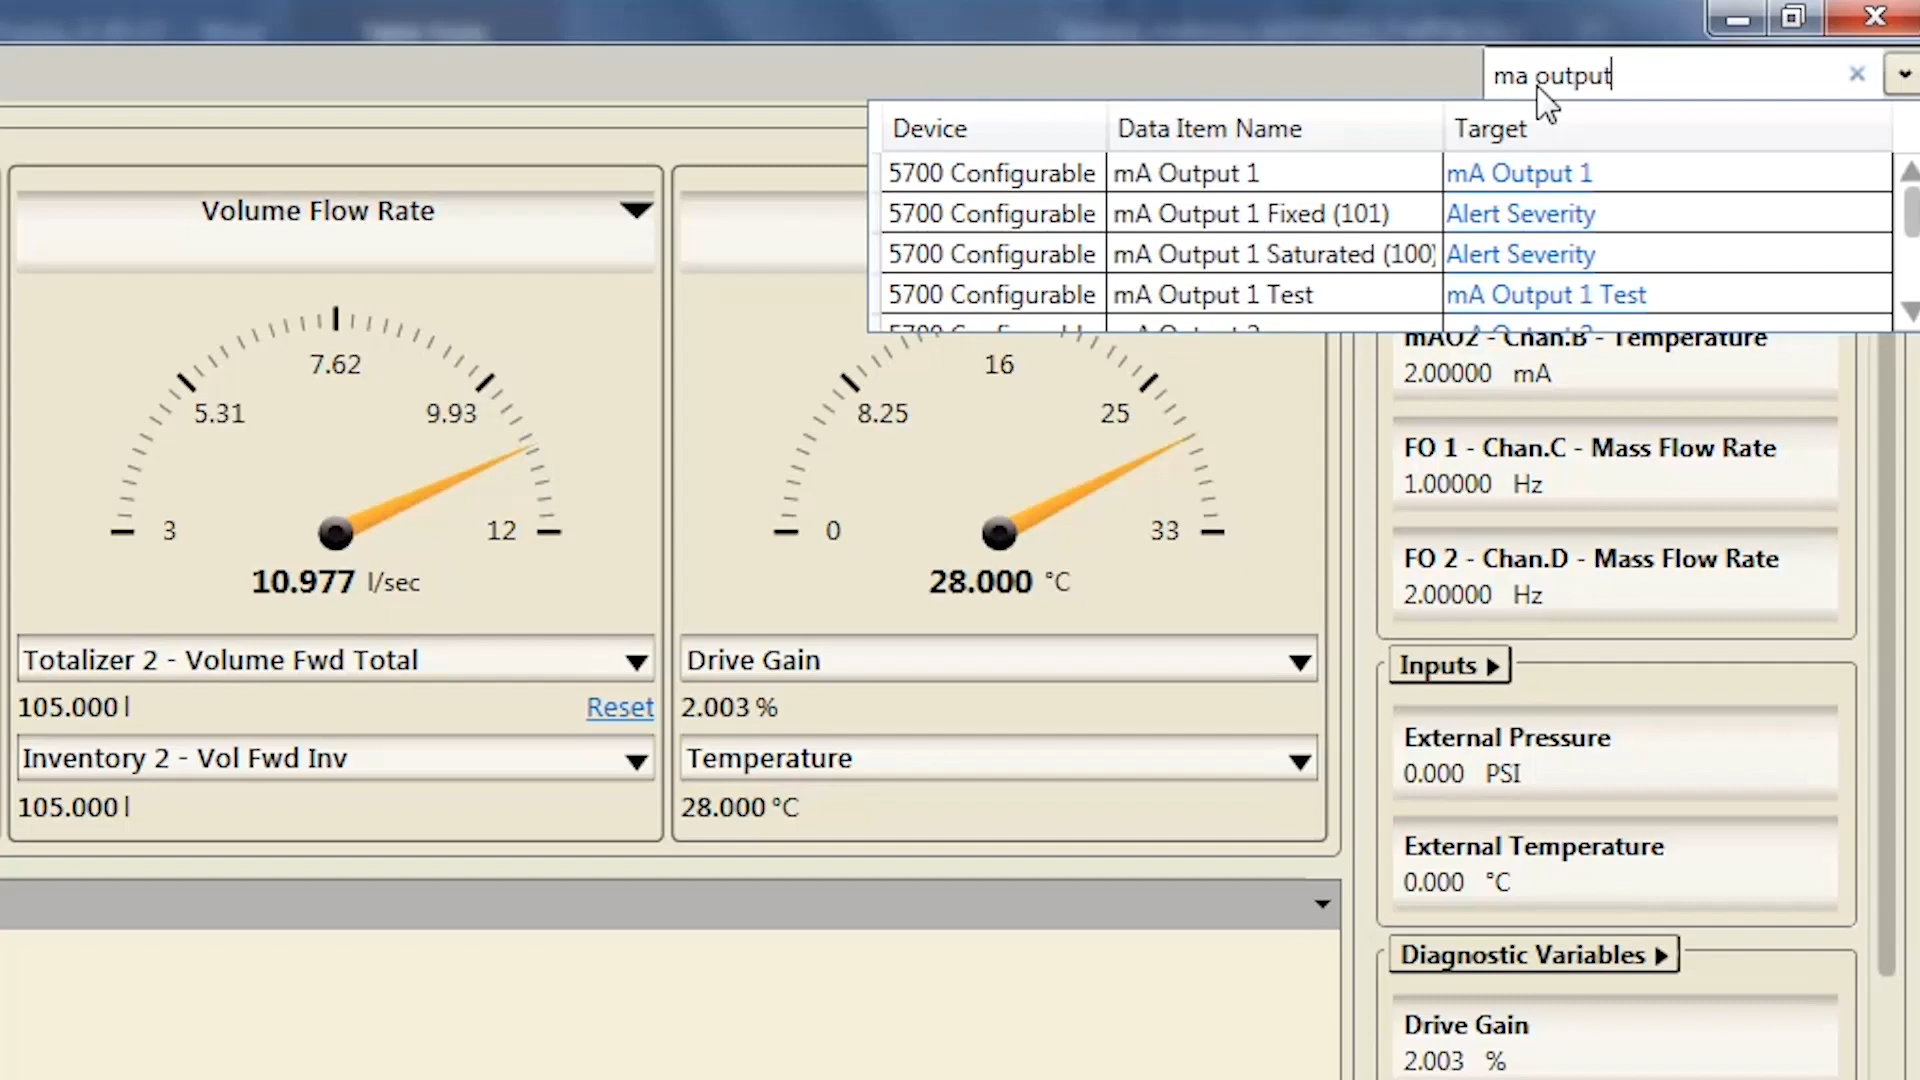 ma output
Device Data Item Name Target
5700 Configurable mA Output 1 mA Output 1
5700 Configurable mA Output 1 Fixed (101) Alert Severity
5700 Configurable mA Output 1 Saturated (100) Alert Severity
5700 Configurable mA Output 1 Test mA Output 1 Test
Volume Flow Rate
7.62
5.31
9.93
3
12
10.977 l/sec
Totalizer 2 - Volume Fwd Total
105.000 l
Reset
Inventory 2 - Vol Fwd Inv
105.000 l
16
8.25
25
0
33
28.000 °C
Drive Gain
2.003 %
Temperature
28.000 °C
mAO2 - Chan.B - Temperature
2.00000 mA
FO 1 - Chan.C - Mass Flow Rate
1.00000 Hz
FO 2 - Chan.D - Mass Flow Rate
2.00000 Hz
Inputs
External Pressure
0.000 PSI
External Temperature
0.000 °C
Diagnostic Variables
Drive Gain
2.003 %